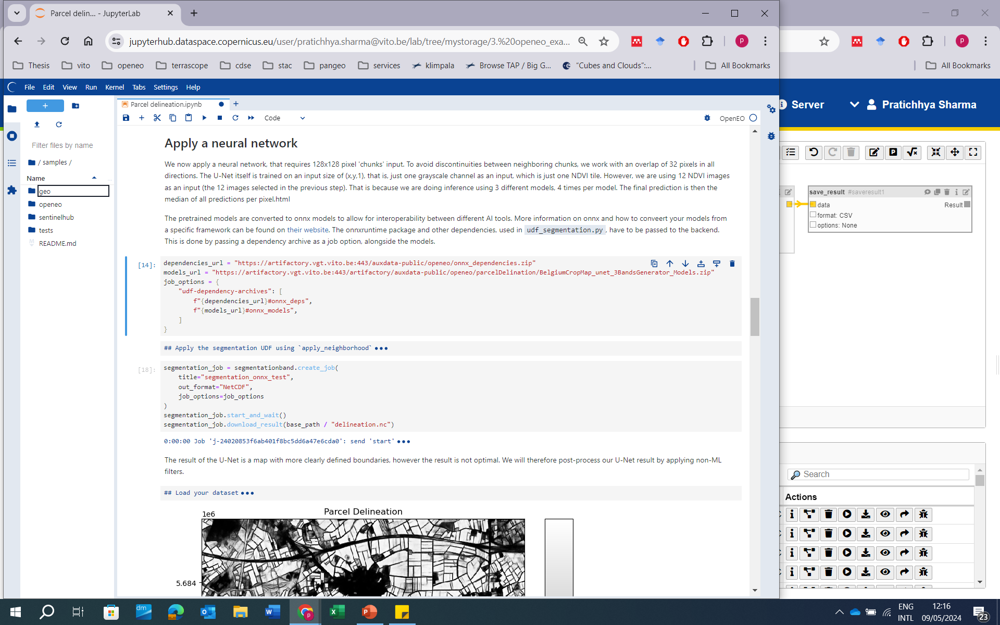 Parcel delin... - JupyterLab
jupyterhub.dataspace.copernicus.eu/user/pratichhya.sharma@vito.be/lab/tree/mystorage/3.%20openeo_exa...
P
P
Thesis
vito
openeo
terrascope
cdse
stac
pangeo
services
klimpala
Browse TAP / Big G...
“Cubes and Clouds”:...
All Bookmarks
All Bookmarks
File
Edit
View
Run
Kernel
Tabs
Settings
Help
Server
Pratichhya Sharma
Parcel delineation.ipynb
Code
OpenEO
Filter files by name
/ samples /
Name
geo
openeo
sentinelhub
tests
README.md
Apply a neural network
We now apply a neural network, that requires 128x128 pixel 'chunks' input. To avoid discontinuities between neighboring chunks, we work with an overlap of 32 pixels in all
directions. The U-Net itself is trained on an input size of (x,y,1), that is, just one grayscale channel as an input, which is just one NDVI tile. However, we are using 12 NDVI images
as an input (the 12 images selected in the previous step). That is because we are doing inference using 3 different models, 4 times per model. The final prediction is then the
median of all predictions per pixel.html
The pretrained models are converted to onnx models to allow for interoperability between different AI tools. More information on onnx and how to conveert your models from
a specific framework can be found on their website. The onnxruntime package and other dependencies, used in udf_segmentation.py, have to be passed to the backend.
This is done by passing a dependency archive as a job option, alongside the models.
[14]:
dependencies_url = "https://artifactory.vgt.vito.be:443/auxdata-public/openeo/onnx_dependencies.zip"
models_url = "https://artifactory.vgt.vito.be:443/artifactory/auxdata-public/openeo/parcelDelination/BelgiumCropMap_unet_3BandsGenerator_Models.zip"
job_options = {
"udf-dependency-archives": [
f"{dependencies_url}#onnx_deps",
f"{models_url}#onnx_models",
]
}
## Apply the segmentation UDF using `apply_neighborhood`
[18]:
segmentation_job = segmentationband.create_job(
title="segmentation_onnx_test",
out_format="NetCDF",
job_options=job_options
)
segmentation_job.start_and_wait()
segmentation_job.download_result(base_path / "delineation.nc")
0:00:00 Job 'j-24020853f6ab401f8bc5dd6a47e6cda0': send 'start'
The result of the U-Net is a map with more clearly defined boundaries, however the result is not optimal. We will therefore post-process our U-Net result by applying non-ML
filters.
## Load your dataset
Parcel Delineation
1e6
5.684
save_result #saveresult1
data
Result
format: CSV
options: None
Search
Actions
dm
ENG
INTL
12:16
09/05/2024
23